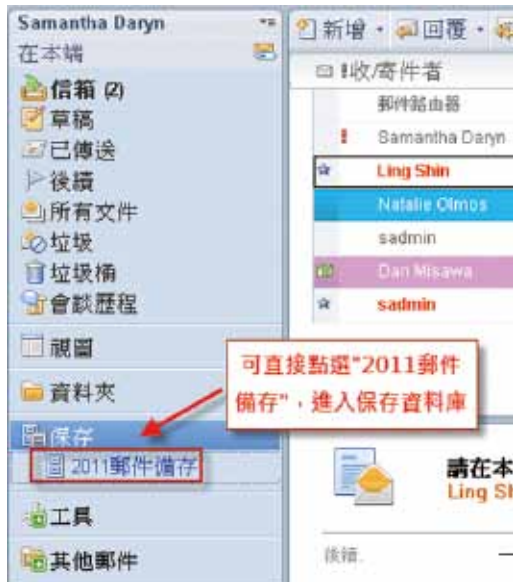 Samantha Daryn
在本端
信箱 (2)
草稿
已傳送
後續
所有文件
垃圾
垃圾桶
會談歷程
視圖
資料夾
保存
2011郵件備存
工具
其他郵件
新增
回覆
收/寄件者
郵件路由器
Samantha Daryn
Ling Shin
Natalie Olmos
sadmin
Dan Misawa
sadmin
可直接點選"2011郵件
備存"，進入保存資料庫
請在本
Ling Sh
後續: